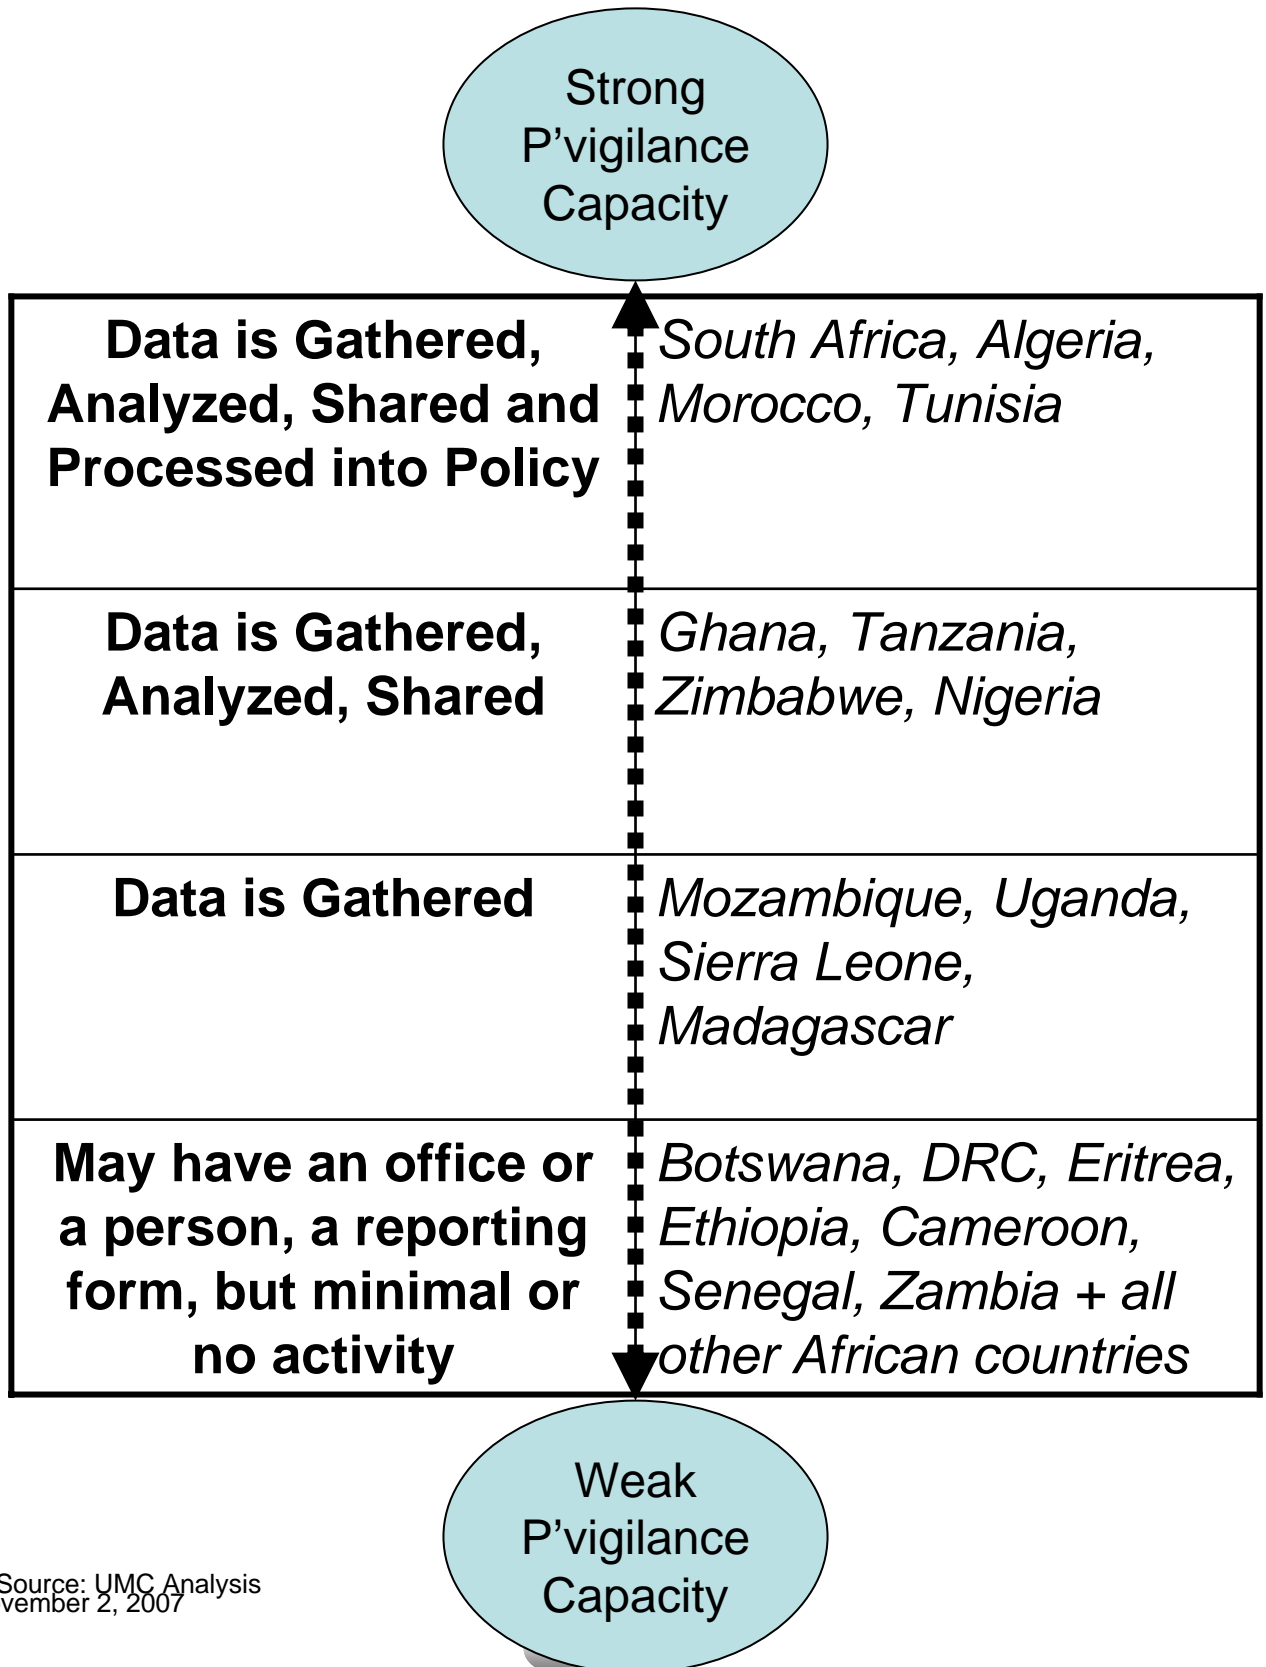 Strong
P'vigilance
Capacity
Data is Gathered,
Analyzed, Shared and
Processed into Policy
South Africa, Algeria,
Morocco, Tunisia
Data is Gathered,
Analyzed, Shared
Ghana, Tanzania,
Zimbabwe, Nigeria
Data is Gathered
Mozambique, Uganda,
Sierra Leone,
Madagascar
May have an office or
a person, a reporting
form, but minimal or
no activity
Botswana, DRC, Eritrea,
Ethiopia, Cameroon,
Senegal, Zambia + all
other African countries
Weak
P'vigilance
Capacity
Source: UMC Analysis
vember 2, 2007